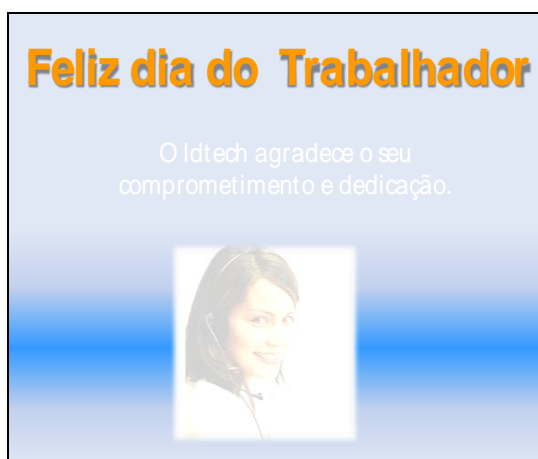 Feliz dia do Trabalhador
O Idtech agradece o seu
comprometimento e dedicação.